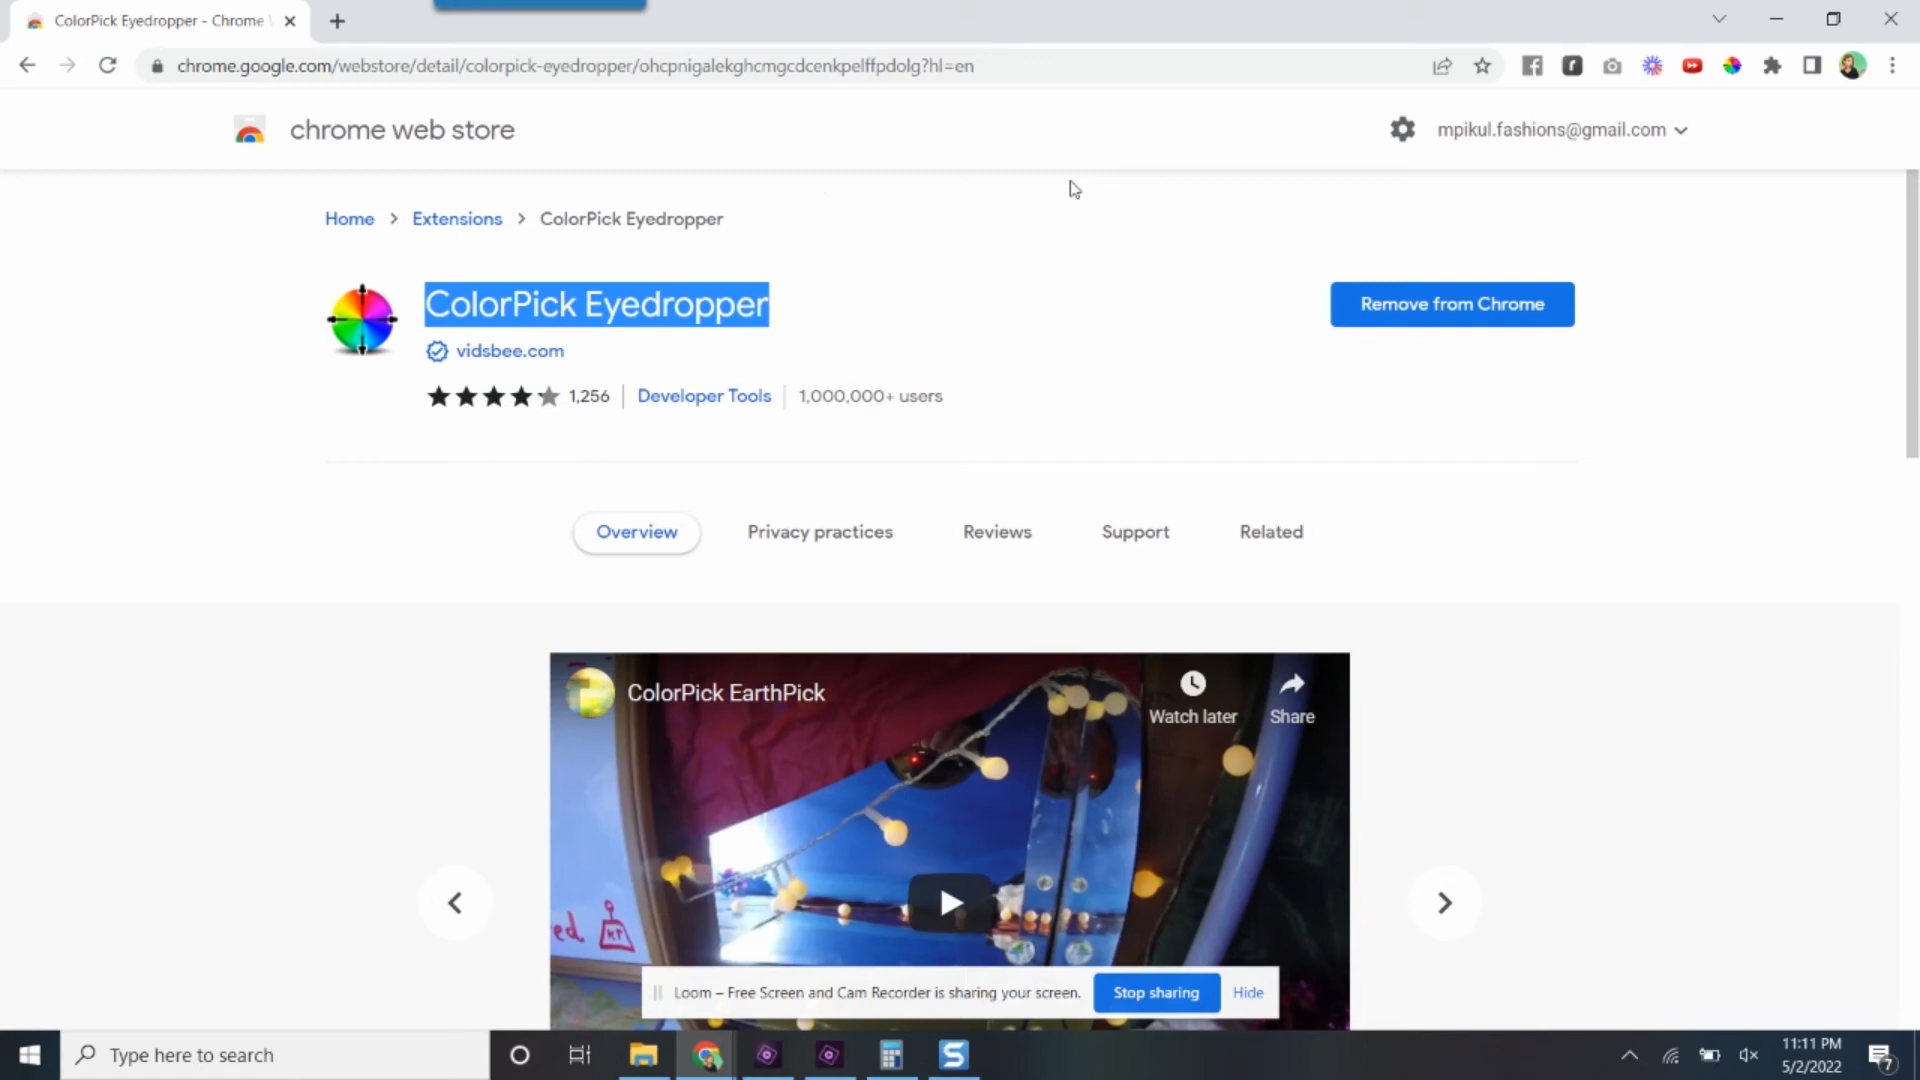 ColorPick Eyedropper - Chrome
chrome.google.com/webstore/detail/colorpick-eyedropper/ohcpnigalekghcmgcdcenkpelffpdolg?hl=en
chrome web store
mpikul.fashions@gmail.com
Home > Extensions > ColorPick Eyedropper
ColorPick Eyedropper
Remove from Chrome
vidsbee.com
1,256 Developer Tools 1,000,000+ users
Overview Privacy practices Reviews Support Related
ColorPick EarthPick
Watch later Share
ed KT
Loom – Free Screen and Cam Recorder is sharing your screen. Stop sharing Hide
Type here to search
11:11 PM
5/2/2022
7